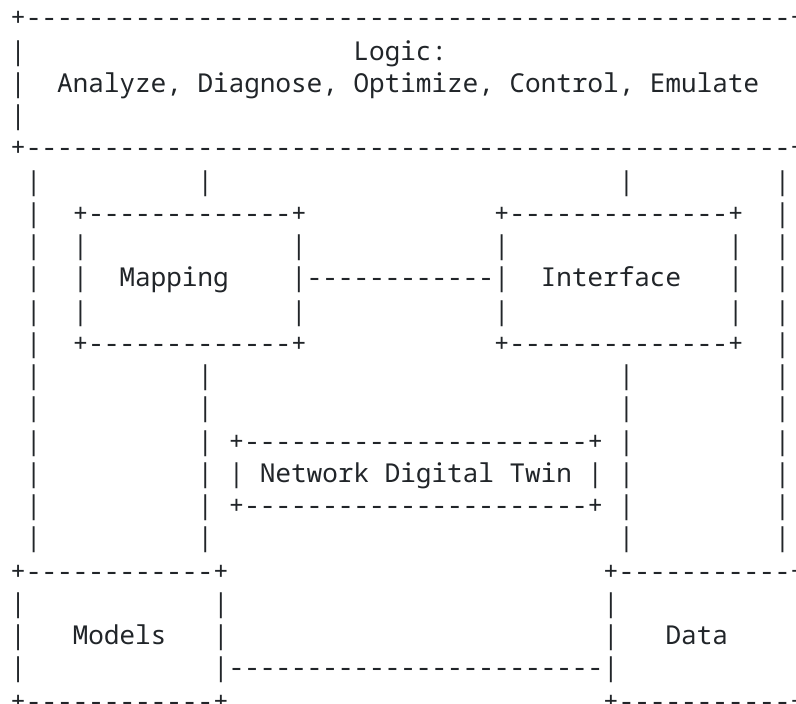 Logic:
Analyze, Diagnose, Optimize, Control, Emulate
Mapping
Interface
Network Digital Twin
Models
Data